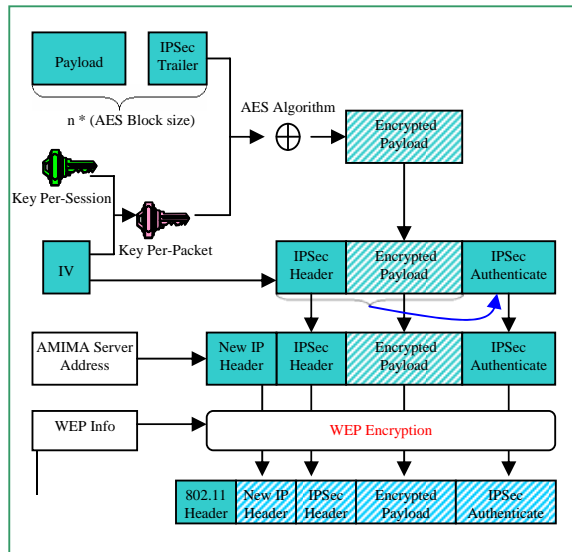 Payload
IPSec
Trailer
n * (AES Block size)
AES Algorithm
Encrypted
Payload
Key Per-Session
Key Per-Packet
IV
IPSec
Header
Encrypted
Payload
IPSec
Authenticate
AMIMA Server
Address
New IP
Header
IPSec
Header
Encrypted
Payload
IPSec
Authenticate
WEP Info
WEP Encryption
802.11
Header
New IP
Header
IPSec
Header
Encrypted
Payload
IPSec
Authenticate